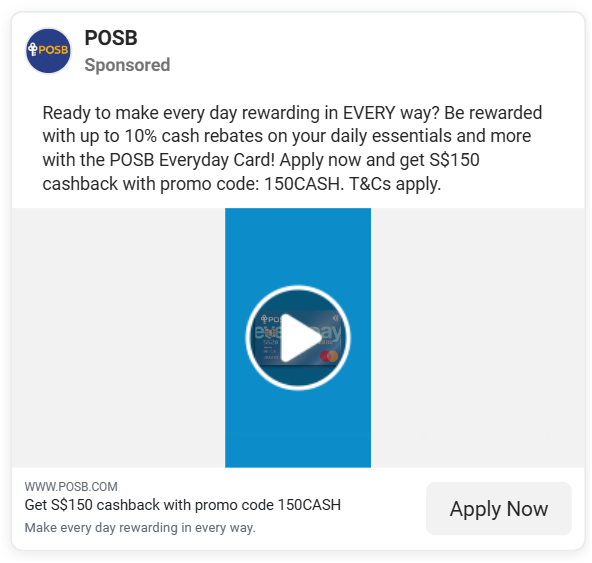 POSB
POSB
Sponsored
Ready to make every day rewarding in EVERY way? Be rewarded
with up to 10% cash rebates on your daily essentials and more
with the POSB Everyday Card! Apply now and get S$150
cashback with promo code: 150CASH. T&Cs apply.
WWW.POSB.COM
Get S$150 cashback with promo code 150CASH
Make every day rewarding in every way.
Apply Now